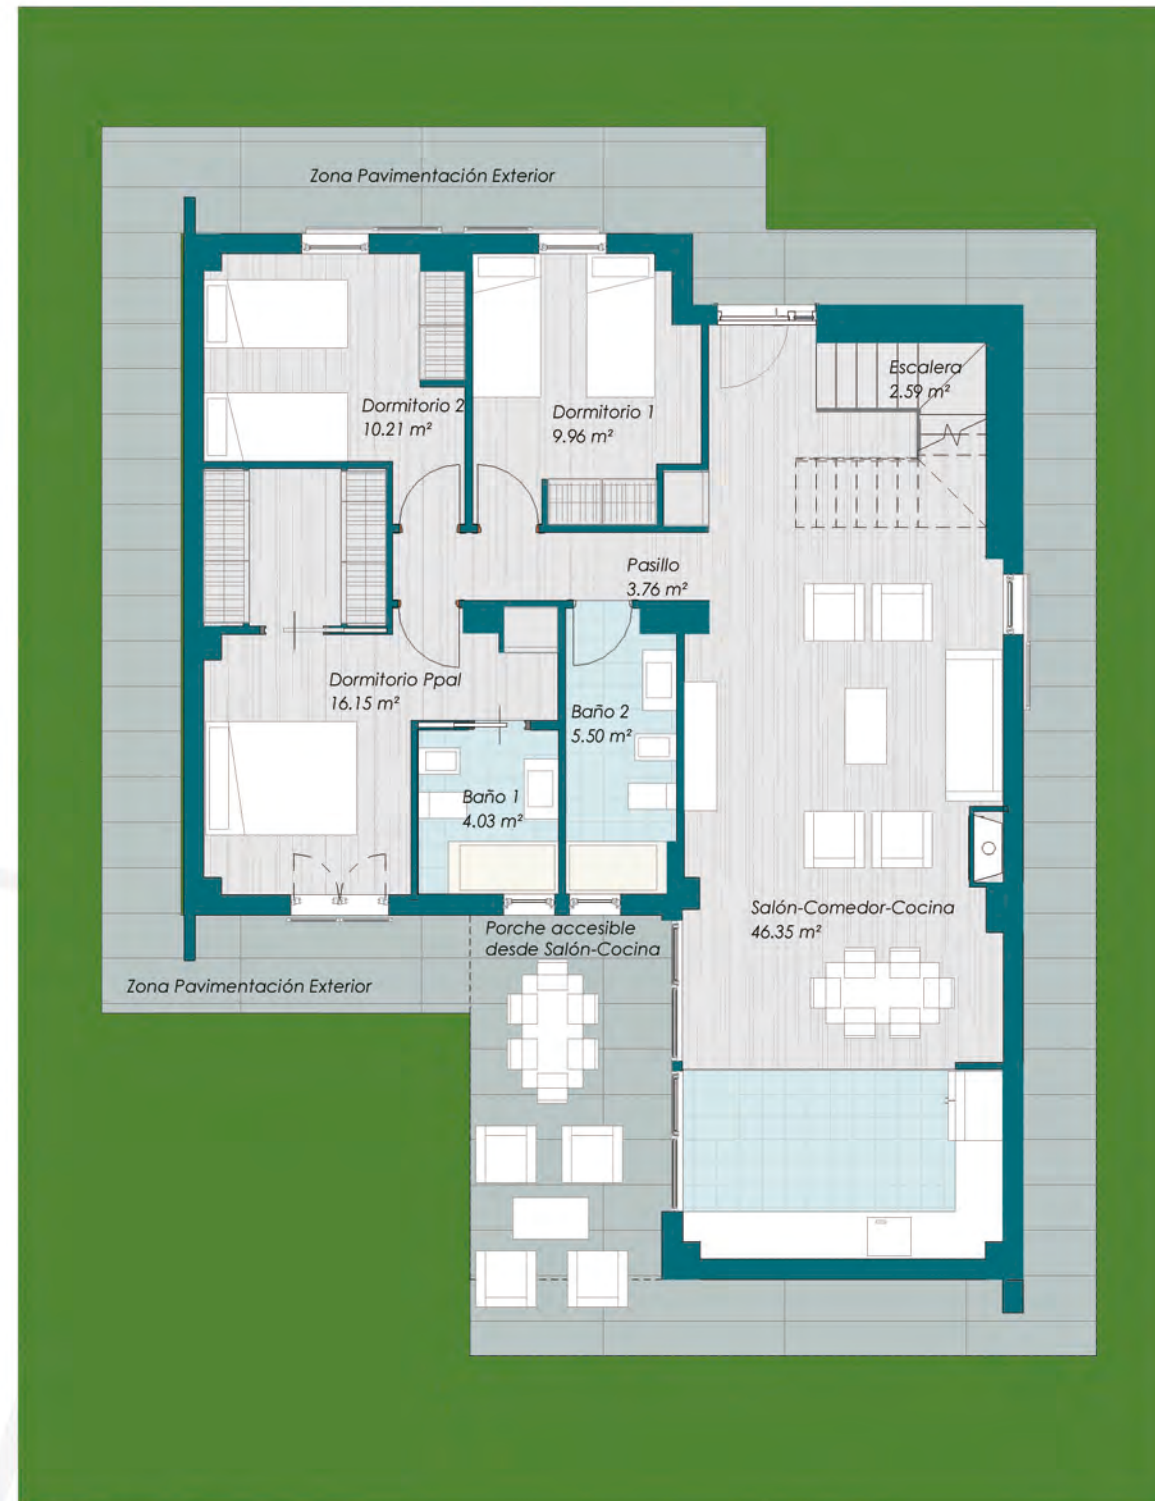 Zona Pavimentación Exterior
Escalera
2.59 m²
Dormitorio 2
10.21 m²
Dormitorio 1
9.96 m²
Pasillo
3.76 m²
Dormitorio Ppal
16.15 m²
Baño 2
5.50 m²
Baño 1
4.03 m²
Salón-Comedor-Cocina
46.35 m²
Porche accesible
desde Salón-Cocina
Zona Pavimentación Exterior